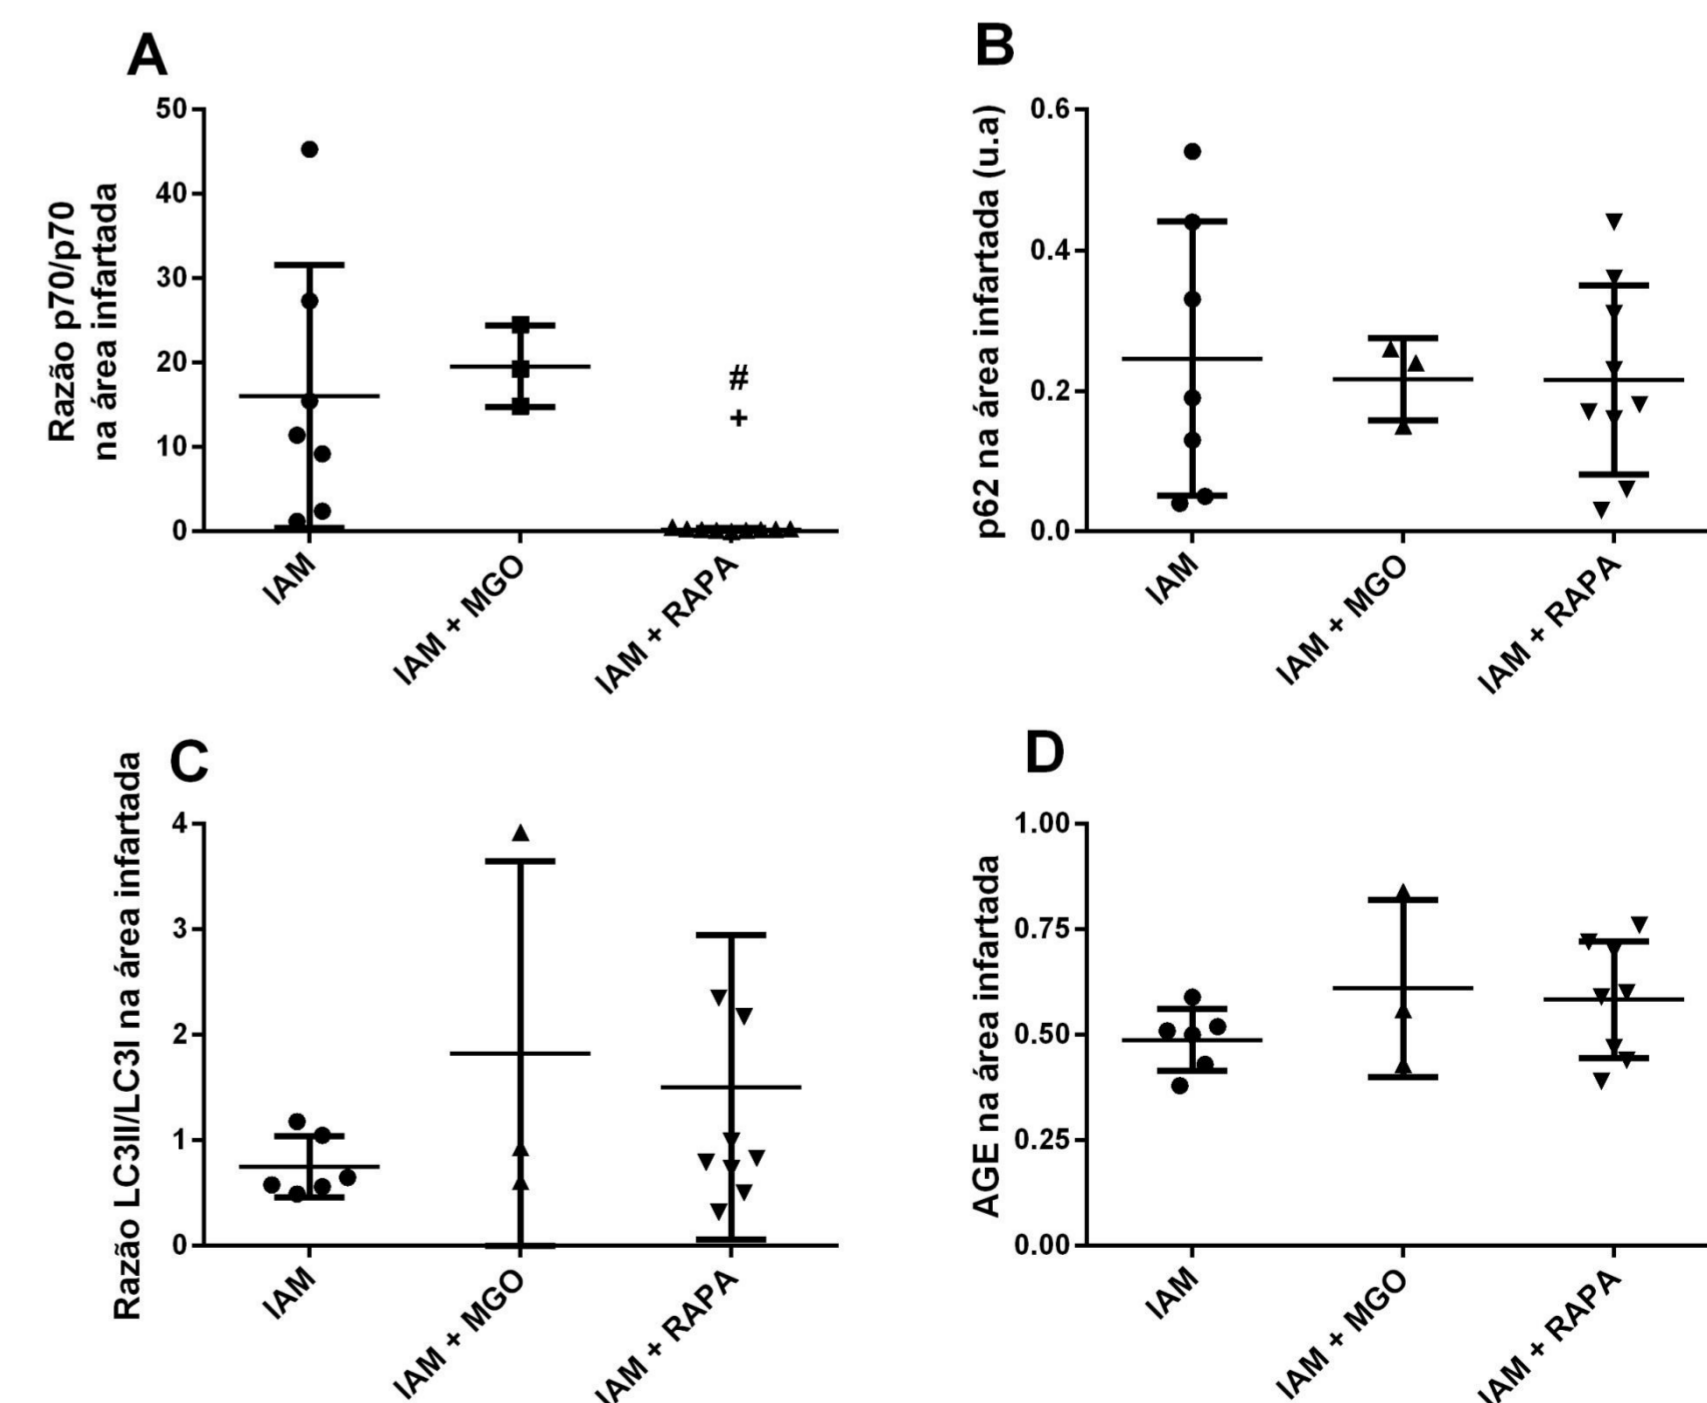 A
Razão p70/p70
na área infartada
50
40
30
20
10
0
#
+
IAM
IAM + MGO
IAM + RAPA
B
p62 na área infartada (u.a)
0.6
0.4
0.2
0.0
IAM
IAM + MGO
IAM + RAPA
C
Razão LC3II/LC3I na área infartada
4
3
2
1
0
IAM
IAM + MGO
IAM + RAPA
D
AGE na área infartada
1.00
0.75
0.50
0.25
0.00
IAM
IAM + MGO
IAM + RAPA